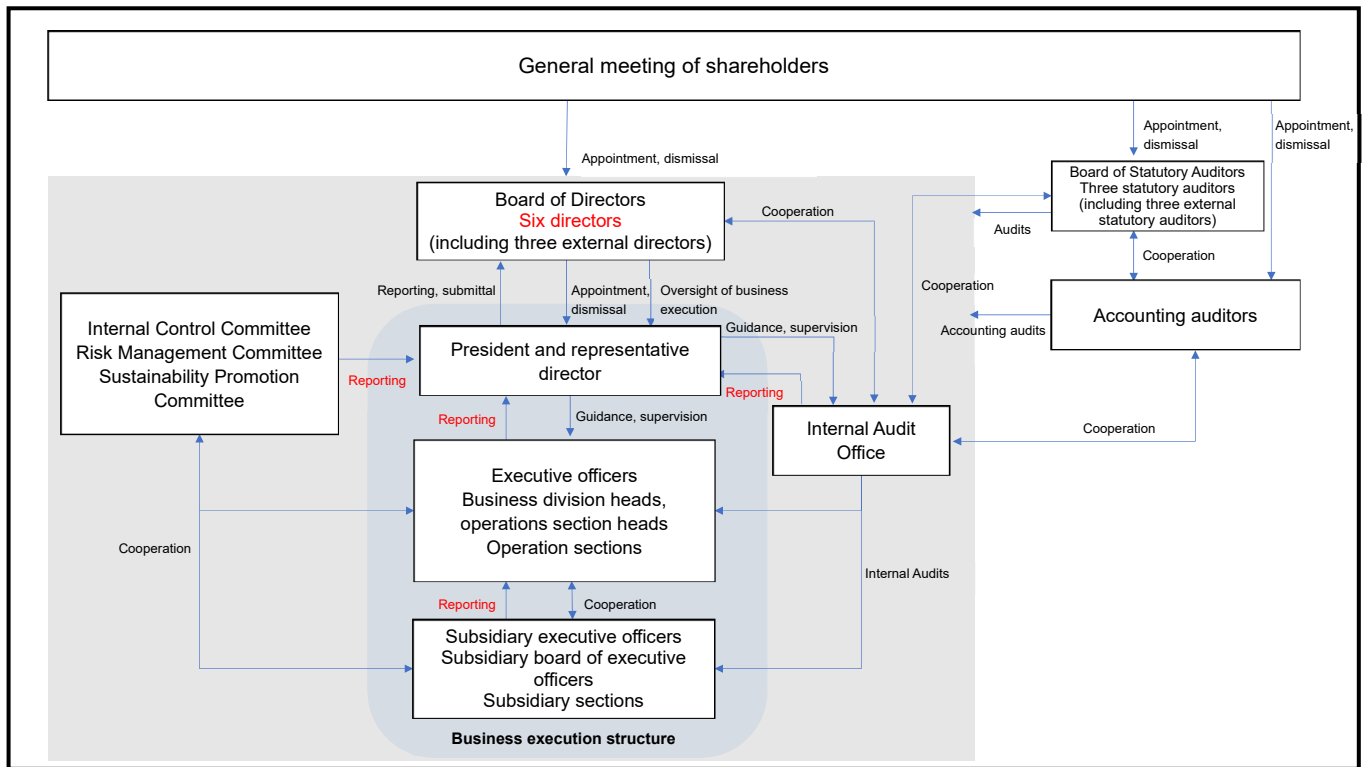 General meeting of shareholders
Appointment, dismissal
Appointment,
dismissal
Appointment,
dismissal
Board of Directors
Six directors
(including three external directors)
Cooperation
Board of Statutory Auditors
Three statutory auditors
(including three external
statutory auditors)
Audits
Cooperation
Cooperation
Reporting, submittal
Appointment,
dismissal
Oversight of business
execution
Accounting auditors
Accounting audits
Internal Control Committee
Risk Management Committee
Sustainability Promotion
Committee
Reporting
President and representative
director
Guidance, supervision
Reporting
Reporting
Guidance, supervision
Internal Audit
Office
Cooperation
Executive officers
Business division heads,
operations section heads
Operation sections
Cooperation
Internal Audits
Reporting
Cooperation
Subsidiary executive officers
Subsidiary board of executive
officers
Subsidiary sections
Business execution structure